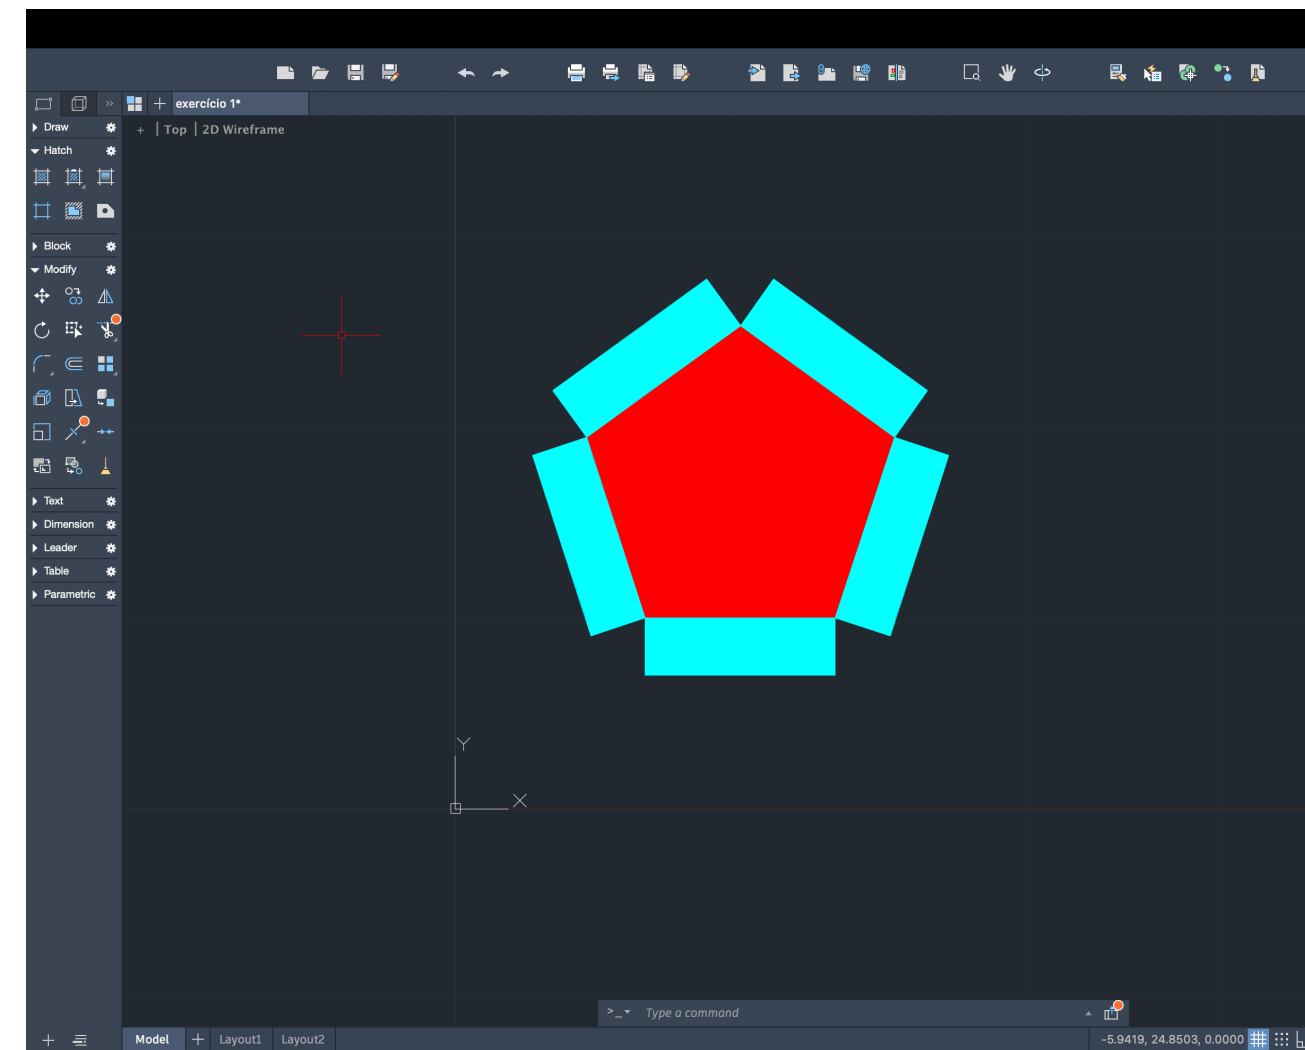 exercício 1*
Draw
+ | Top | 2D Wireframe
Hatch
Block
Modify
Text
Dimension
Leader
Table
Parametric
Y
X
>_ Type a command
Model + Layout1 Layout2
-5.9419, 24.8503, 0.0000